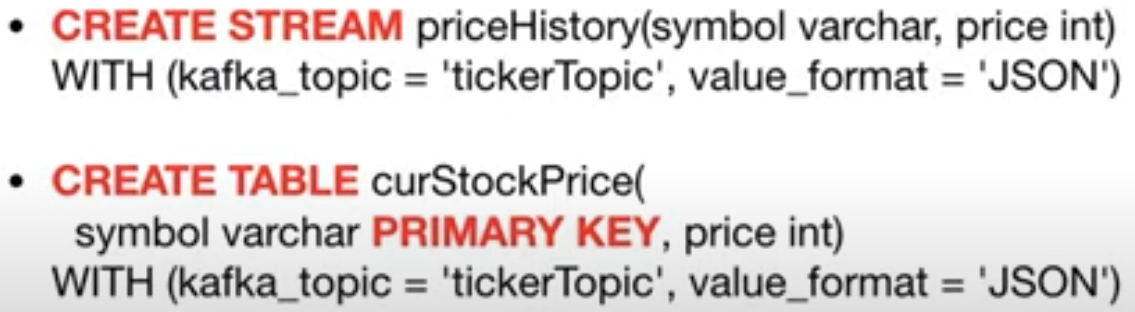 • CREATE STREAM priceHistory(symbol varchar, price int)
WITH (kafka_topic = 'tickerTopic', value_format = 'JSON')
• CREATE TABLE curStockPrice(
symbol varchar PRIMARY KEY, price int)
WITH (kafka_topic = 'tickerTopic', value_format = 'JSON')